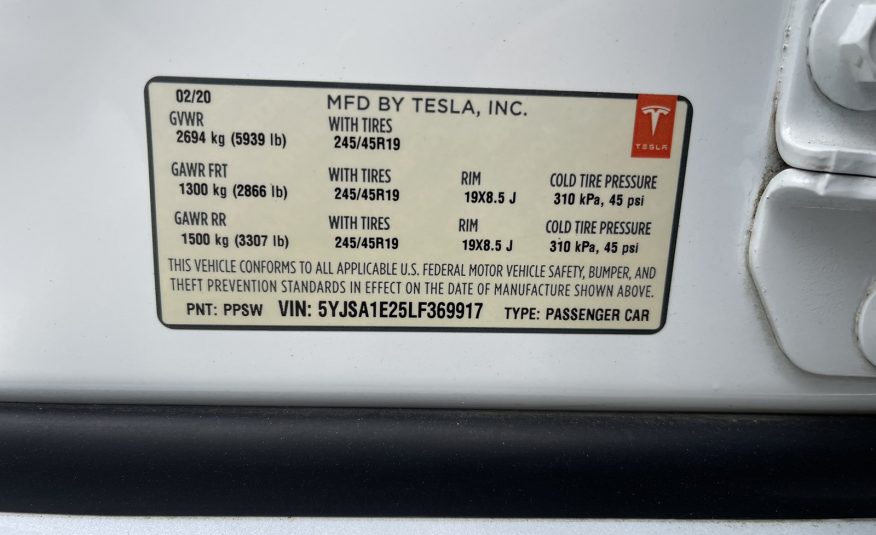 02/20 MFD BY TESLA, INC.
GVWR WITH TIRES
2694 kg (5939 lb) 245/45R19
TESLA
GAWR FRT WITH TIRES RIM COLD TIRE PRESSURE
1300 kg (2866 lb) 245/45R19 19X8.5 J 310 kPa, 45 psi
GAWR RR WITH TIRES RIM COLD TIRE PRESSURE
1500 kg (3307 lb) 245/45R19 19X8.5 J 310 kPa, 45 psi
THIS VEHICLE CONFORMS TO ALL APPLICABLE U.S. FEDERAL MOTOR VEHICLE SAFETY, BUMPER, AND
THEFT PREVENTION STANDARDS IN EFFECT ON THE DATE OF MANUFACTURE SHOWN ABOVE.
PNT: PPSW VIN: 5YJSA1E25LF369917 TYPE: PASSENGER CAR